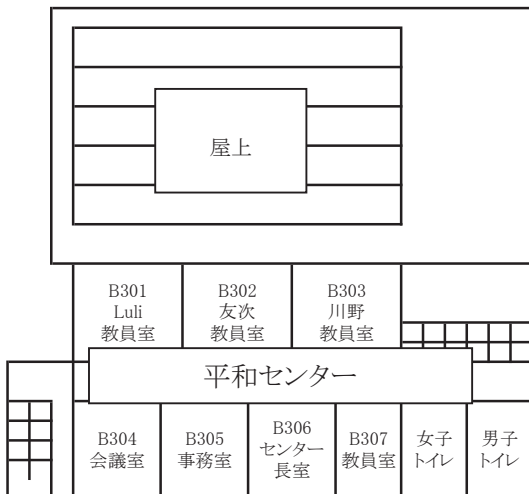 屋上
B301
Luli
教員室
B302
友次
教員室
B303
川野
教員室
平和センター
B304
会議室
B305
事務室
B306
センター
長室
B307
教員室
女子
トイレ
男子
トイレ